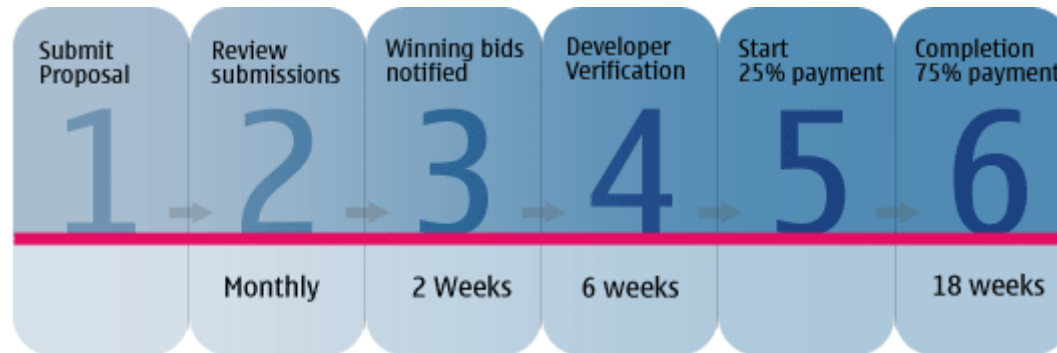 Submit
Proposal
1
Review
submissions
2
Monthly
Winning bids
notified
3
2 Weeks
Developer
Verification
4
6 weeks
Start
25% payment
5
Completion
75% payment
6
18 weeks